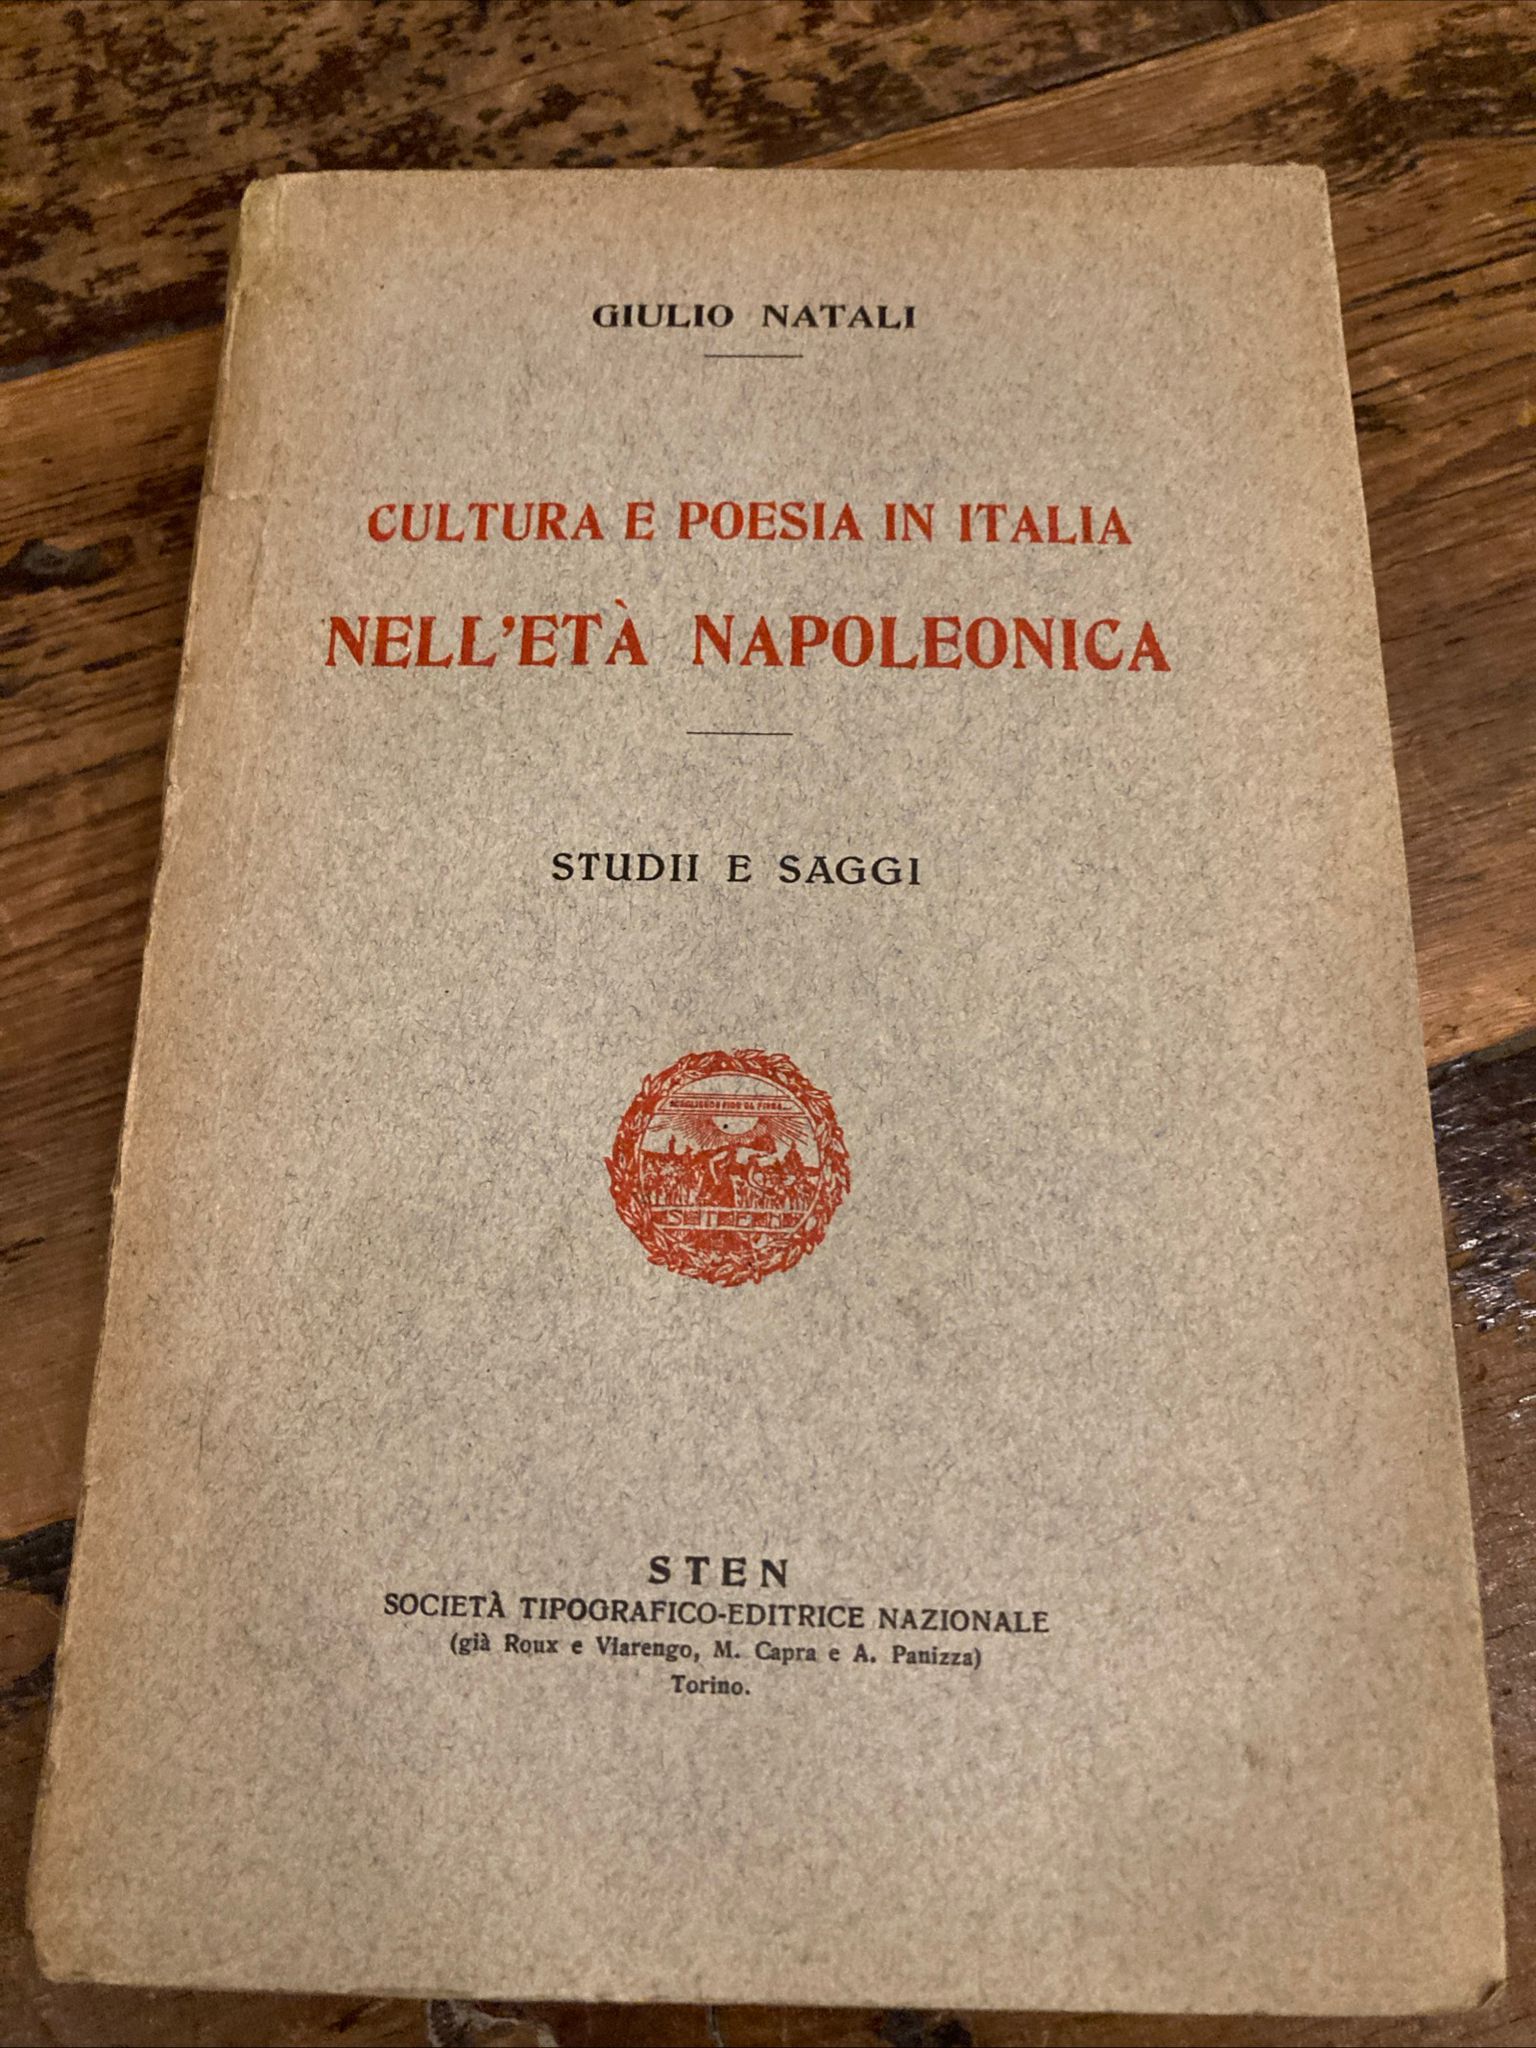 GIULIO NATALI
CULTURA E POESIA IN ITALIA
NELL'ETÀ NAPOLEONICA
STUDII E SAGGI
STEN
STEN
SOCIETÀ TIPOGRAFICO-EDITRICE NAZIONALE
(già Roux e Viarengo, M. Capra e A. Panizza)
Torino.